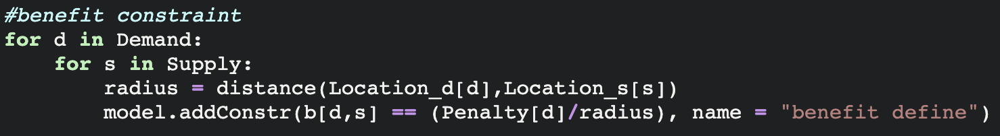 #benefit constraint
for d in Demand:
    for s in Supply:
        radius = distance(Location_d[d],Location_s[s])
        model.addConstr(b[d,s] == (Penalty[d]/radius), name = "benefit define")